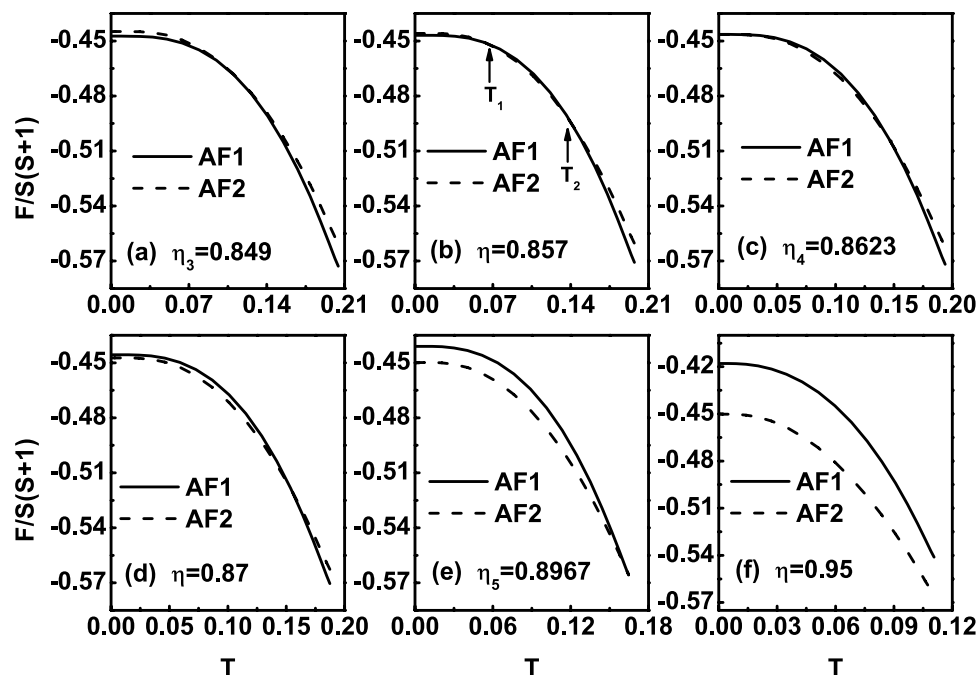 F/S(S+1)
-0.45
-0.48
-0.51
-0.54
-0.57
AF1
AF2
(a) η3=0.849
0.00 0.07 0.14 0.21
-0.45
-0.48
-0.51
-0.54
-0.57
T1
T2
AF1
AF2
(b) η=0.857
0.00 0.07 0.14 0.21
-0.45
-0.48
-0.51
-0.54
-0.57
AF1
AF2
(c) η4=0.8623
0.00 0.05 0.10 0.15 0.20
F/S(S+1)
-0.45
-0.48
-0.51
-0.54
-0.57
AF1
AF2
(d) η=0.87
0.00 0.05 0.10 0.15 0.20
T
-0.45
-0.48
-0.51
-0.54
-0.57
AF1
AF2
(e) η5=0.8967
0.00 0.06 0.12 0.18
T
-0.42
-0.45
-0.48
-0.51
-0.54
-0.57
AF1
AF2
(f) η=0.95
0.00 0.03 0.06 0.09 0.12
T